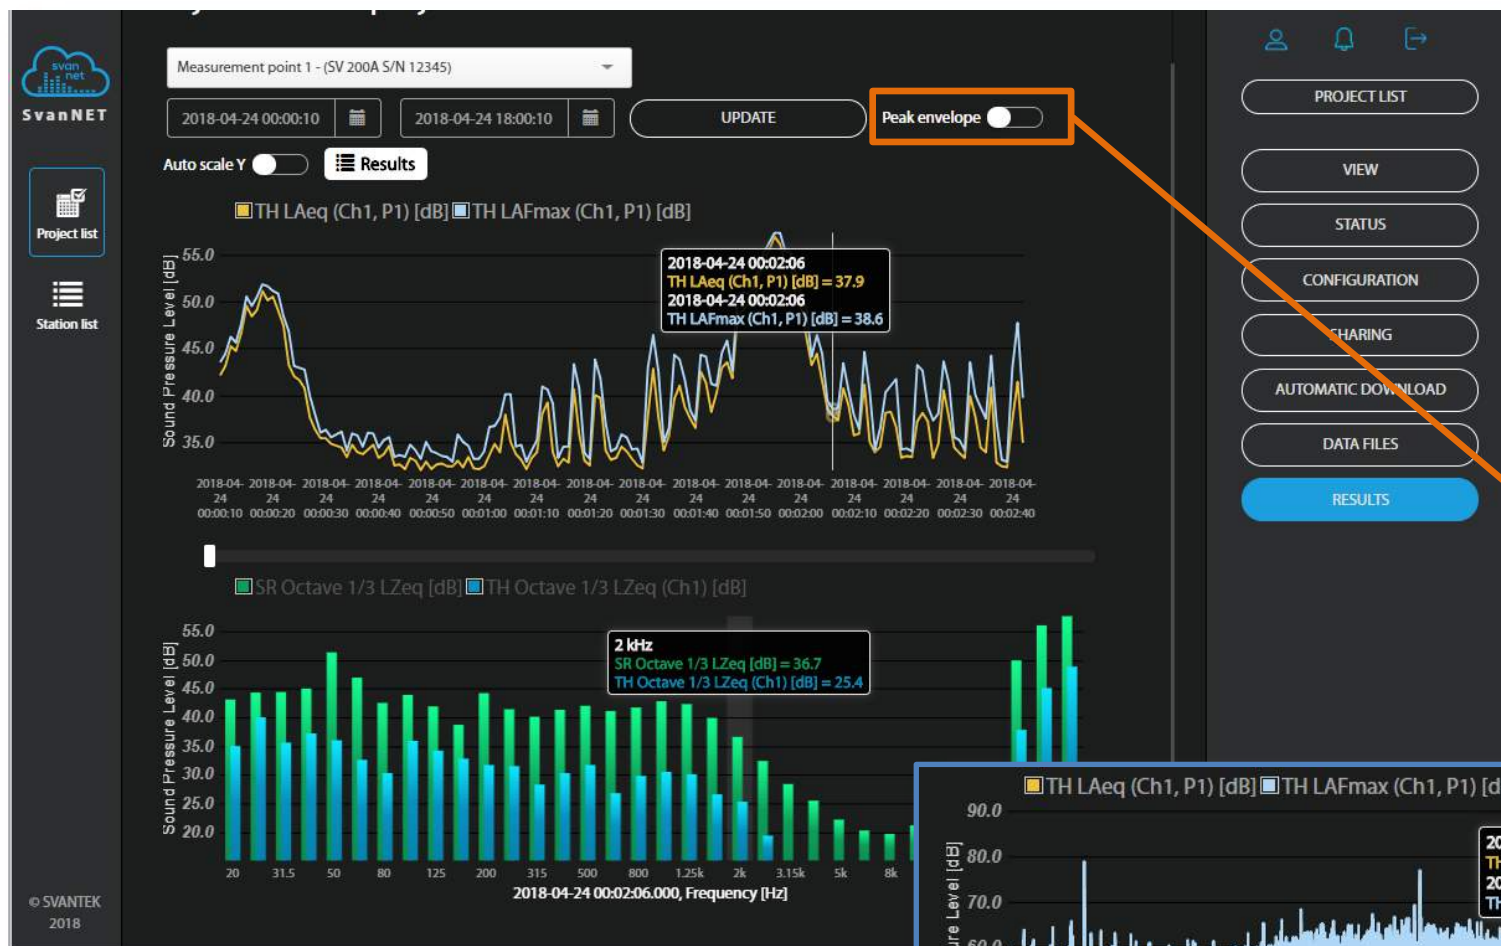 svan
net
SvanNET
Project list
Station list
© SVANTEK
2018
Measurement point 1 - (SV 200A S/N 12345)
2018-04-24 00:00:10
2018-04-24 18:00:10
UPDATE
Peak envelope
Auto scale Y
Results
TH LAeq (Ch1, P1) [dB] TH LAFmax (Ch1, P1) [dB]
Sound Pressure Level [dB]
55.0
50.0
45.0
40.0
35.0
2018-04-24 00:02:06
TH LAeq (Ch1, P1) [dB] = 37.9
2018-04-24 00:02:06
TH LAFmax (Ch1, P1) [dB] = 38.6
2018-04- 2018-04- 2018-04- 2018-04- 2018-04- 2018-04- 2018-04- 2018-04- 2018-04- 2018-04- 2018-04- 2018-04- 2018-04- 2018-04- 2018-04- 2018-04-
24 24 24 24 24 24 24 24 24 24 24 24 24 24 24 24
00:00:10 00:00:20 00:00:30 00:00:40 00:00:50 00:01:00 00:01:10 00:01:20 00:01:30 00:01:40 00:01:50 00:02:00 00:02:10 00:02:20 00:02:30 00:02:40
SR Octave 1/3 LZeq [dB] TH Octave 1/3 LZeq (Ch1) [dB]
Sound Pressure Level [dB]
55.0
50.0
45.0
40.0
35.0
30.0
25.0
20.0
2 kHz
SR Octave 1/3 LZeq [dB] = 36.7
TH Octave 1/3 LZeq (Ch1) [dB] = 25.4
20 31.5 50 80 125 200 315 500 800 1.25k 2k 3.15k 5k 8k
2018-04-24 00:02:06.000, Frequency [Hz]
PROJECT LIST
VIEW
STATUS
CONFIGURATION
SHARING
AUTOMATIC DOWNLOAD
DATA FILES
RESULTS
TH LAeq (Ch1, P1) [dB] TH LAFmax (Ch1, P1) [d
ure Level [dB]
90.0
80.0
70.0
60.0
20
TH
20
TH